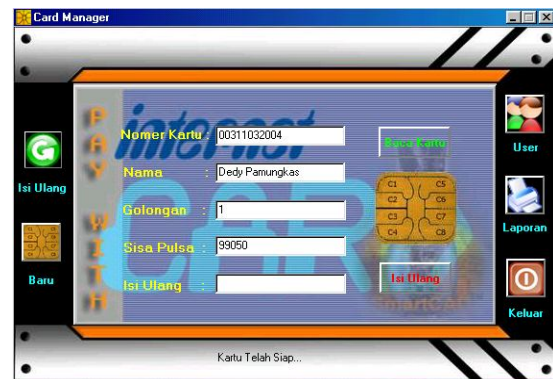 Card Manager
PAY WITH
internet
CARD
Nomer Kartu : 00311032004
Baca Kartu
Nama : Dedy Pamungkas
Golongan : 1
Sisa Pulsa : 99050
Isi Ulang :
Isi Ulang
C1 C5
C2 C6
C3 C7
C4 C8
SmartCard
Isi Ulang
Baru
User
Laporan
Keluar
Kartu Telah Siap...